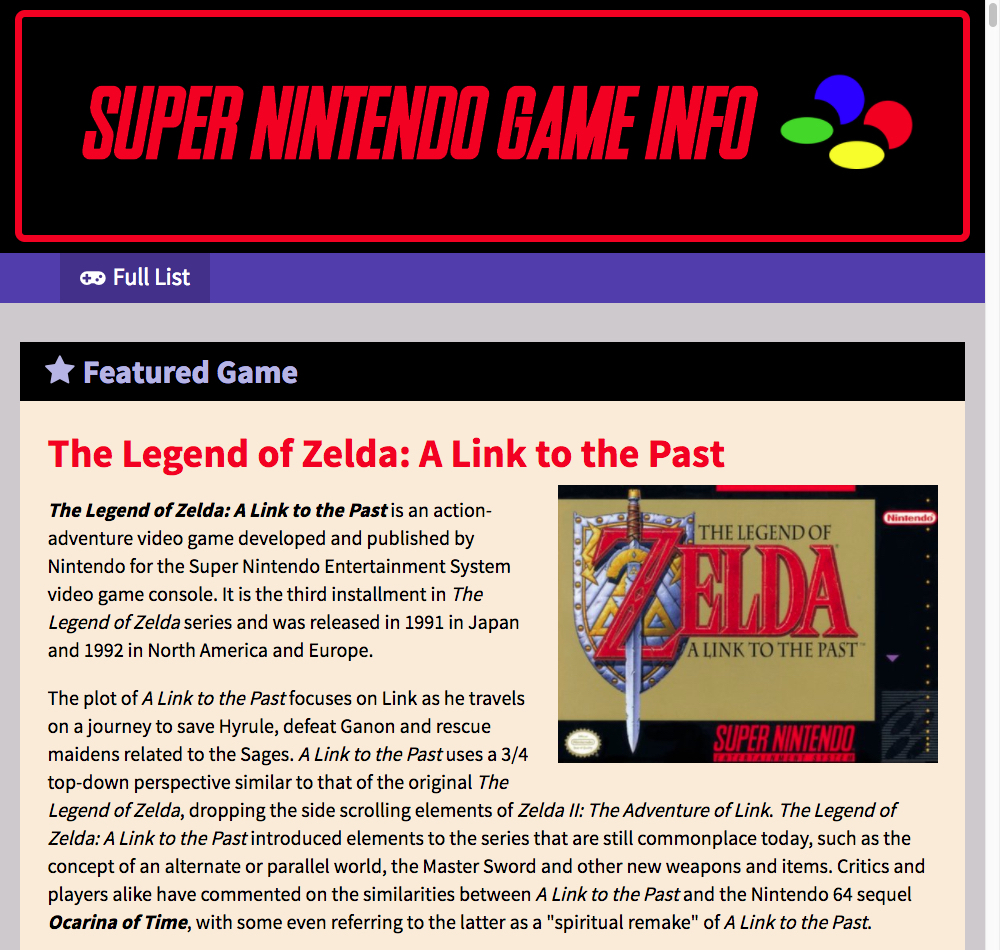 SUPER NINTENDO GAME INFO
Full List
Featured Game
The Legend of Zelda: A Link to the Past
The Legend of Zelda: A Link to the Past is an action-
adventure video game developed and published by
Nintendo for the Super Nintendo Entertainment System
video game console. It is the third installment in The
Legend of Zelda series and was released in 1991 in Japan
and 1992 in North America and Europe.
Nintendo
THE LEGEND OF
ZELDA
A LINK TO THE PAST™
SUPER NINTENDO
ENTERTAINMENT SYSTEM
The plot of A Link to the Past focuses on Link as he travels
on a journey to save Hyrule, defeat Ganon and rescue
maidens related to the Sages. A Link to the Past uses a 3/4
top-down perspective similar to that of the original The
Legend of Zelda, dropping the side scrolling elements of Zelda II: The Adventure of Link. The Legend of
Zelda: A Link to the Past introduced elements to the series that are still commonplace today, such as the
concept of an alternate or parallel world, the Master Sword and other new weapons and items. Critics and
players alike have commented on the similarities between A Link to the Past and the Nintendo 64 sequel
Ocarina of Time, with some even referring to the latter as a "spiritual remake" of A Link to the Past.